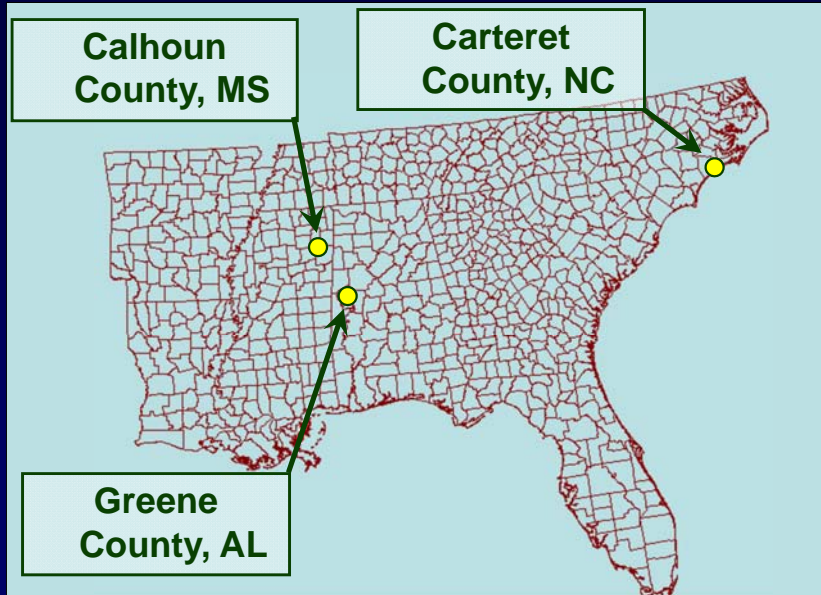 Calhoun
County, MS
Carteret
County, NC
Greene
County, AL